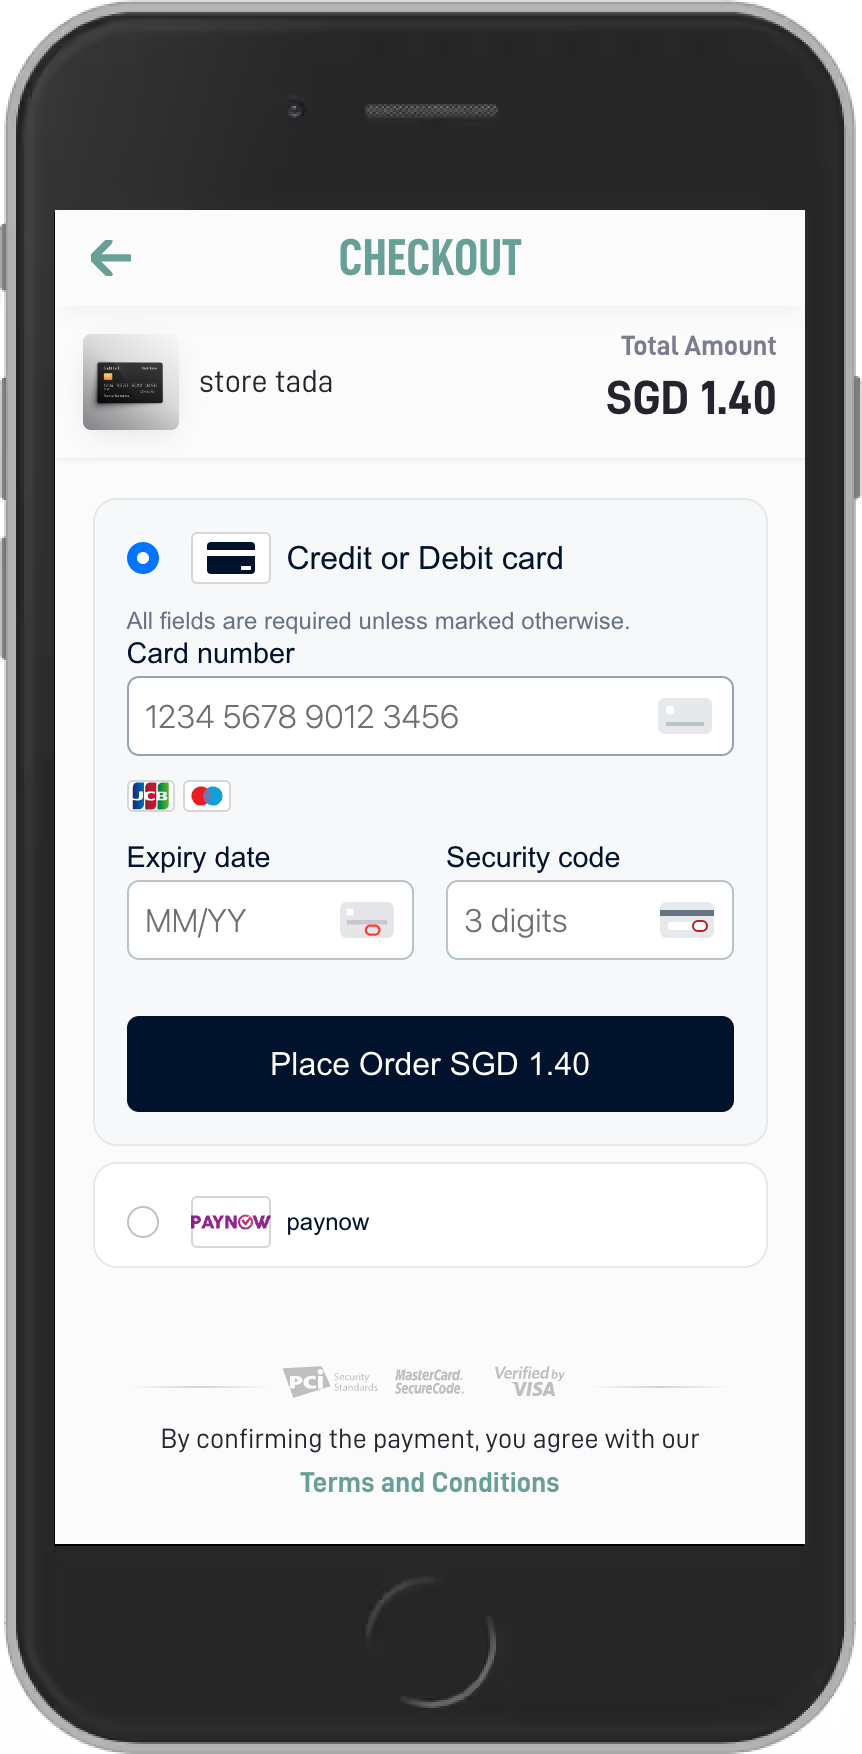 CHECKOUT
store tada
Total Amount
SGD 1.40
Credit or Debit card
All fields are required unless marked otherwise.
Card number
1234 5678 9012 3456
JCB
Expiry date
Security code
MM/YY
3 digits
Place Order SGD 1.40
PAYNOW
paynow
PCi Security Standards
MasterCard. SecureCode.
Verified by VISA
By confirming the payment, you agree with our
Terms and Conditions